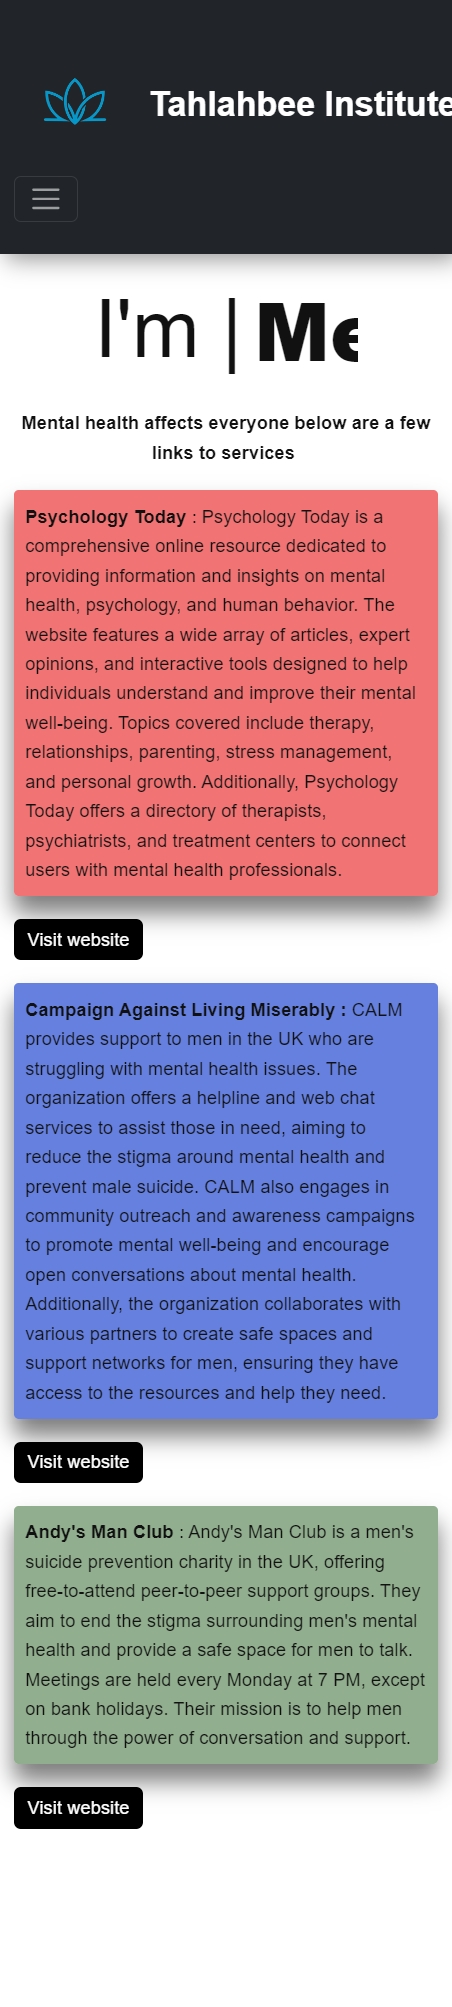 Tahlahbee Institute
I'm | Me
Mental health affects everyone below are a few
links to services
Psychology Today : Psychology Today is a
comprehensive online resource dedicated to
providing information and insights on mental
health, psychology, and human behavior. The
website features a wide array of articles, expert
opinions, and interactive tools designed to help
individuals understand and improve their mental
well-being. Topics covered include therapy,
relationships, parenting, stress management,
and personal growth. Additionally, Psychology
Today offers a directory of therapists,
psychiatrists, and treatment centers to connect
users with mental health professionals.
Visit website
Campaign Against Living Miserably : CALM
provides support to men in the UK who are
struggling with mental health issues. The
organization offers a helpline and web chat
services to assist those in need, aiming to
reduce the stigma around mental health and
prevent male suicide. CALM also engages in
community outreach and awareness campaigns
to promote mental well-being and encourage
open conversations about mental health.
Additionally, the organization collaborates with
various partners to create safe spaces and
support networks for men, ensuring they have
access to the resources and help they need.
Visit website
Andy's Man Club : Andy's Man Club is a men's
suicide prevention charity in the UK, offering
free-to-attend peer-to-peer support groups. They
aim to end the stigma surrounding men's mental
health and provide a safe space for men to talk.
Meetings are held every Monday at 7 PM, except
on bank holidays. Their mission is to help men
through the power of conversation and support.
Visit website